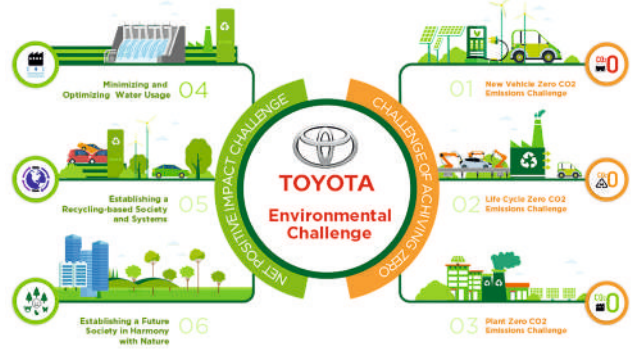 Minimizing and
Optimizing Water Usage
04
Establishing a
Recycling-based Society
and Systems
05
Establishing a Future
Society in Harmony
with Nature
06
NET POSITIVE IMPACT CHALLENGE
TOYOTA
Environmental
Challenge
CHALLENGE OF ACHIVING ZERO
01
New Vehicle Zero CO2
Emissions Challenge
02
Life Cycle Zero CO2
Emissions Challenge
03
Plant Zero CO2
Emissions Challenge
CO2 0